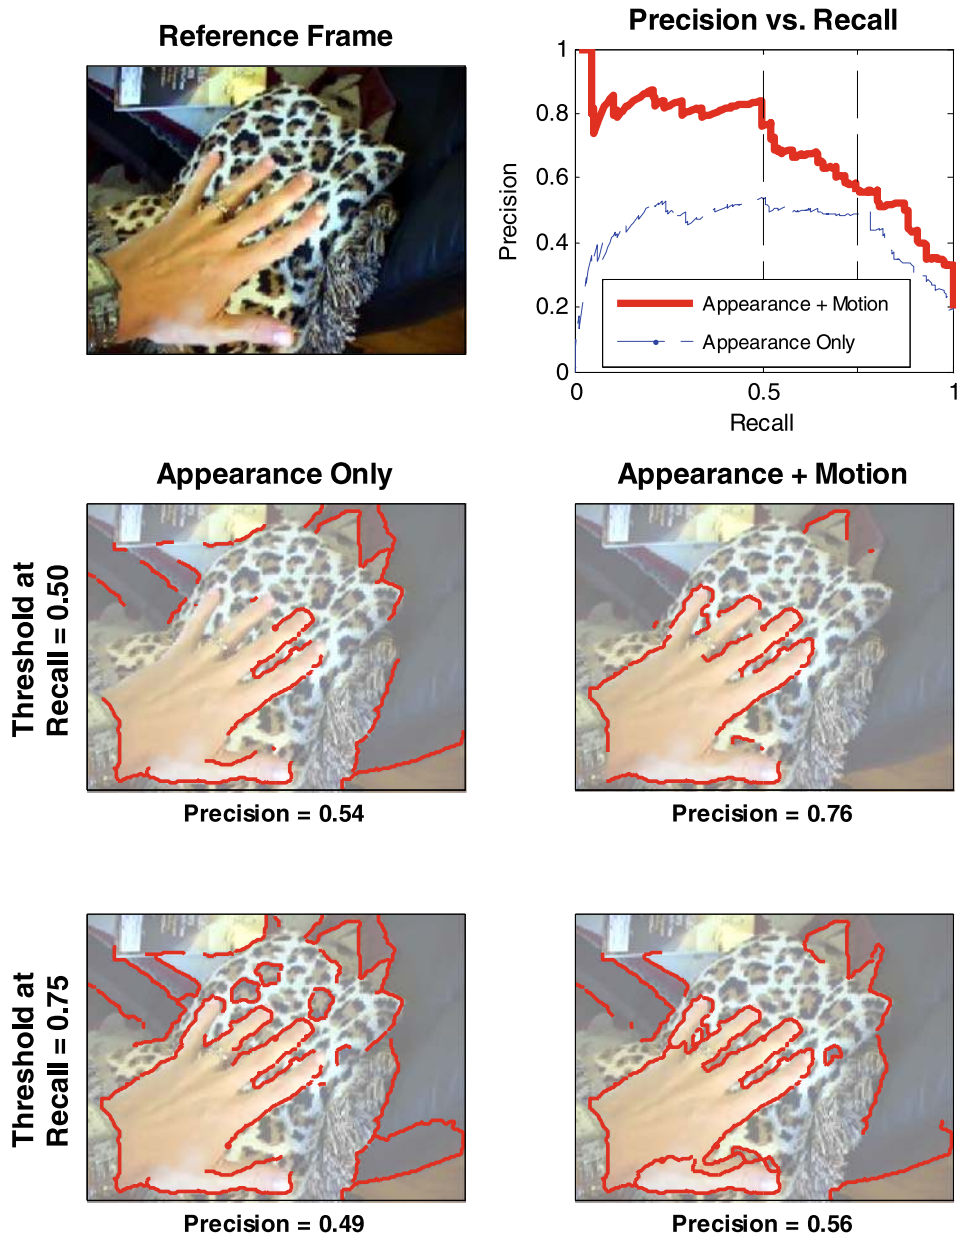 Reference Frame
Precision vs. Recall
1
0.8
0.6
0.4
0.2
0
Precision
0
0.5
1
Recall
Appearance + Motion
Appearance Only
Appearance Only
Appearance + Motion
Threshold at
Recall = 0.50
Precision = 0.54
Precision = 0.76
Threshold at
Recall = 0.75
Precision = 0.49
Precision = 0.56